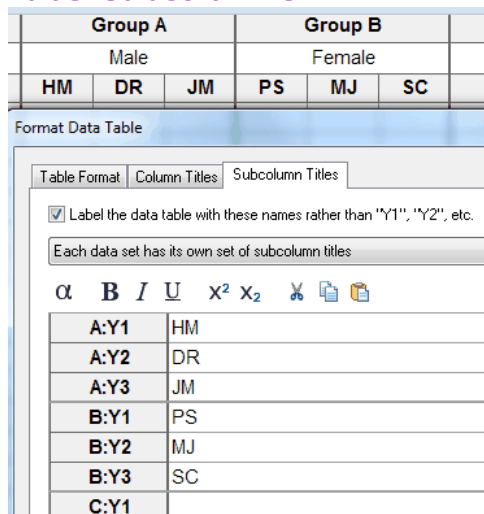 Group A Group B
Male Female
HM DR JM PS MJ SC
Format Data Table
Table Format Column Titles Subcolumn Titles
Label the data table with these names rather than "Y1", "Y2", etc.
Each data set has its own set of subcolumn titles
α B I U X² X₂
A:Y1 HM
A:Y2 DR
A:Y3 JM
B:Y1 PS
B:Y2 MJ
B:Y3 SC
C:Y1